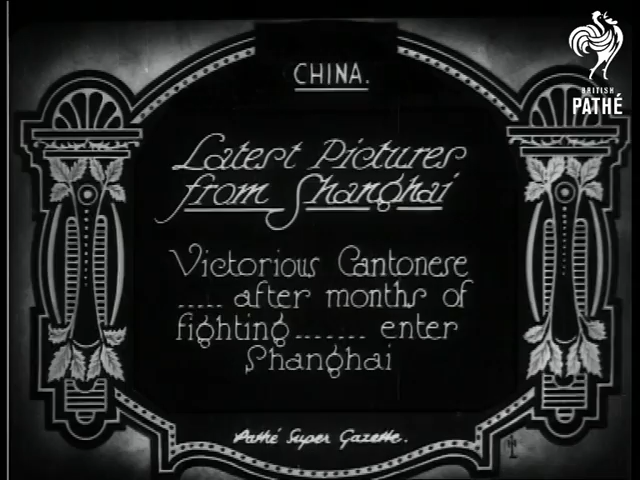 BRITISH
PATHÉ
CHINA.
Latest Pictures
from Shanghai
Victorious Cantonese
..... after months of
fighting....... enter
Shanghai
Pathé Super Gazette.